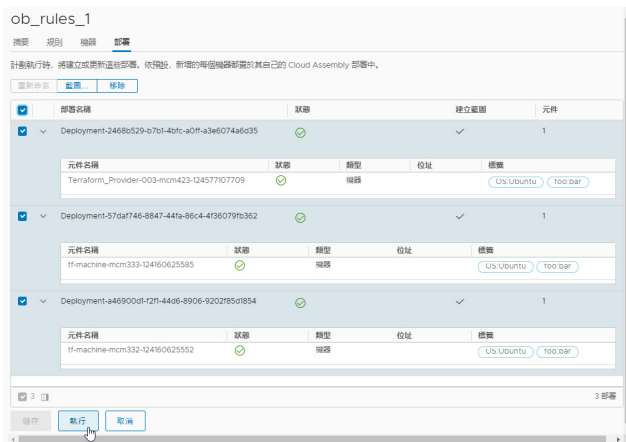 ob_rules_1
摘要 規則 機器 部署
計劃執行時，將建立或更新這些部署。依預設，新增的每個機器都置於其自己的 Cloud Assembly 部署中。
重新命名 藍圖... 移除
部署名稱 狀態 建立藍圖 元件
Deployment-2468b529-b7b1-4bfc-a0ff-a3e6074a6d35 1
元件名稱 狀態 類型 位址 標籤
Terraform_Provider-003-mcm423-124577107709 機器 OS:Ubuntu foo:bar
Deployment-57daf746-8847-44fa-86c4-4f36079fb362 1
元件名稱 狀態 類型 位址 標籤
tf-machine-mcm333-124160625585 機器 OS:Ubuntu foo:bar
Deployment-a46900d1-f2f1-44d6-8906-9202f85d1854 1
元件名稱 狀態 類型 位址 標籤
tf-machine-mcm332-124160625552 機器 OS:Ubuntu foo:bar
3 3 部署
儲存 執行 取消